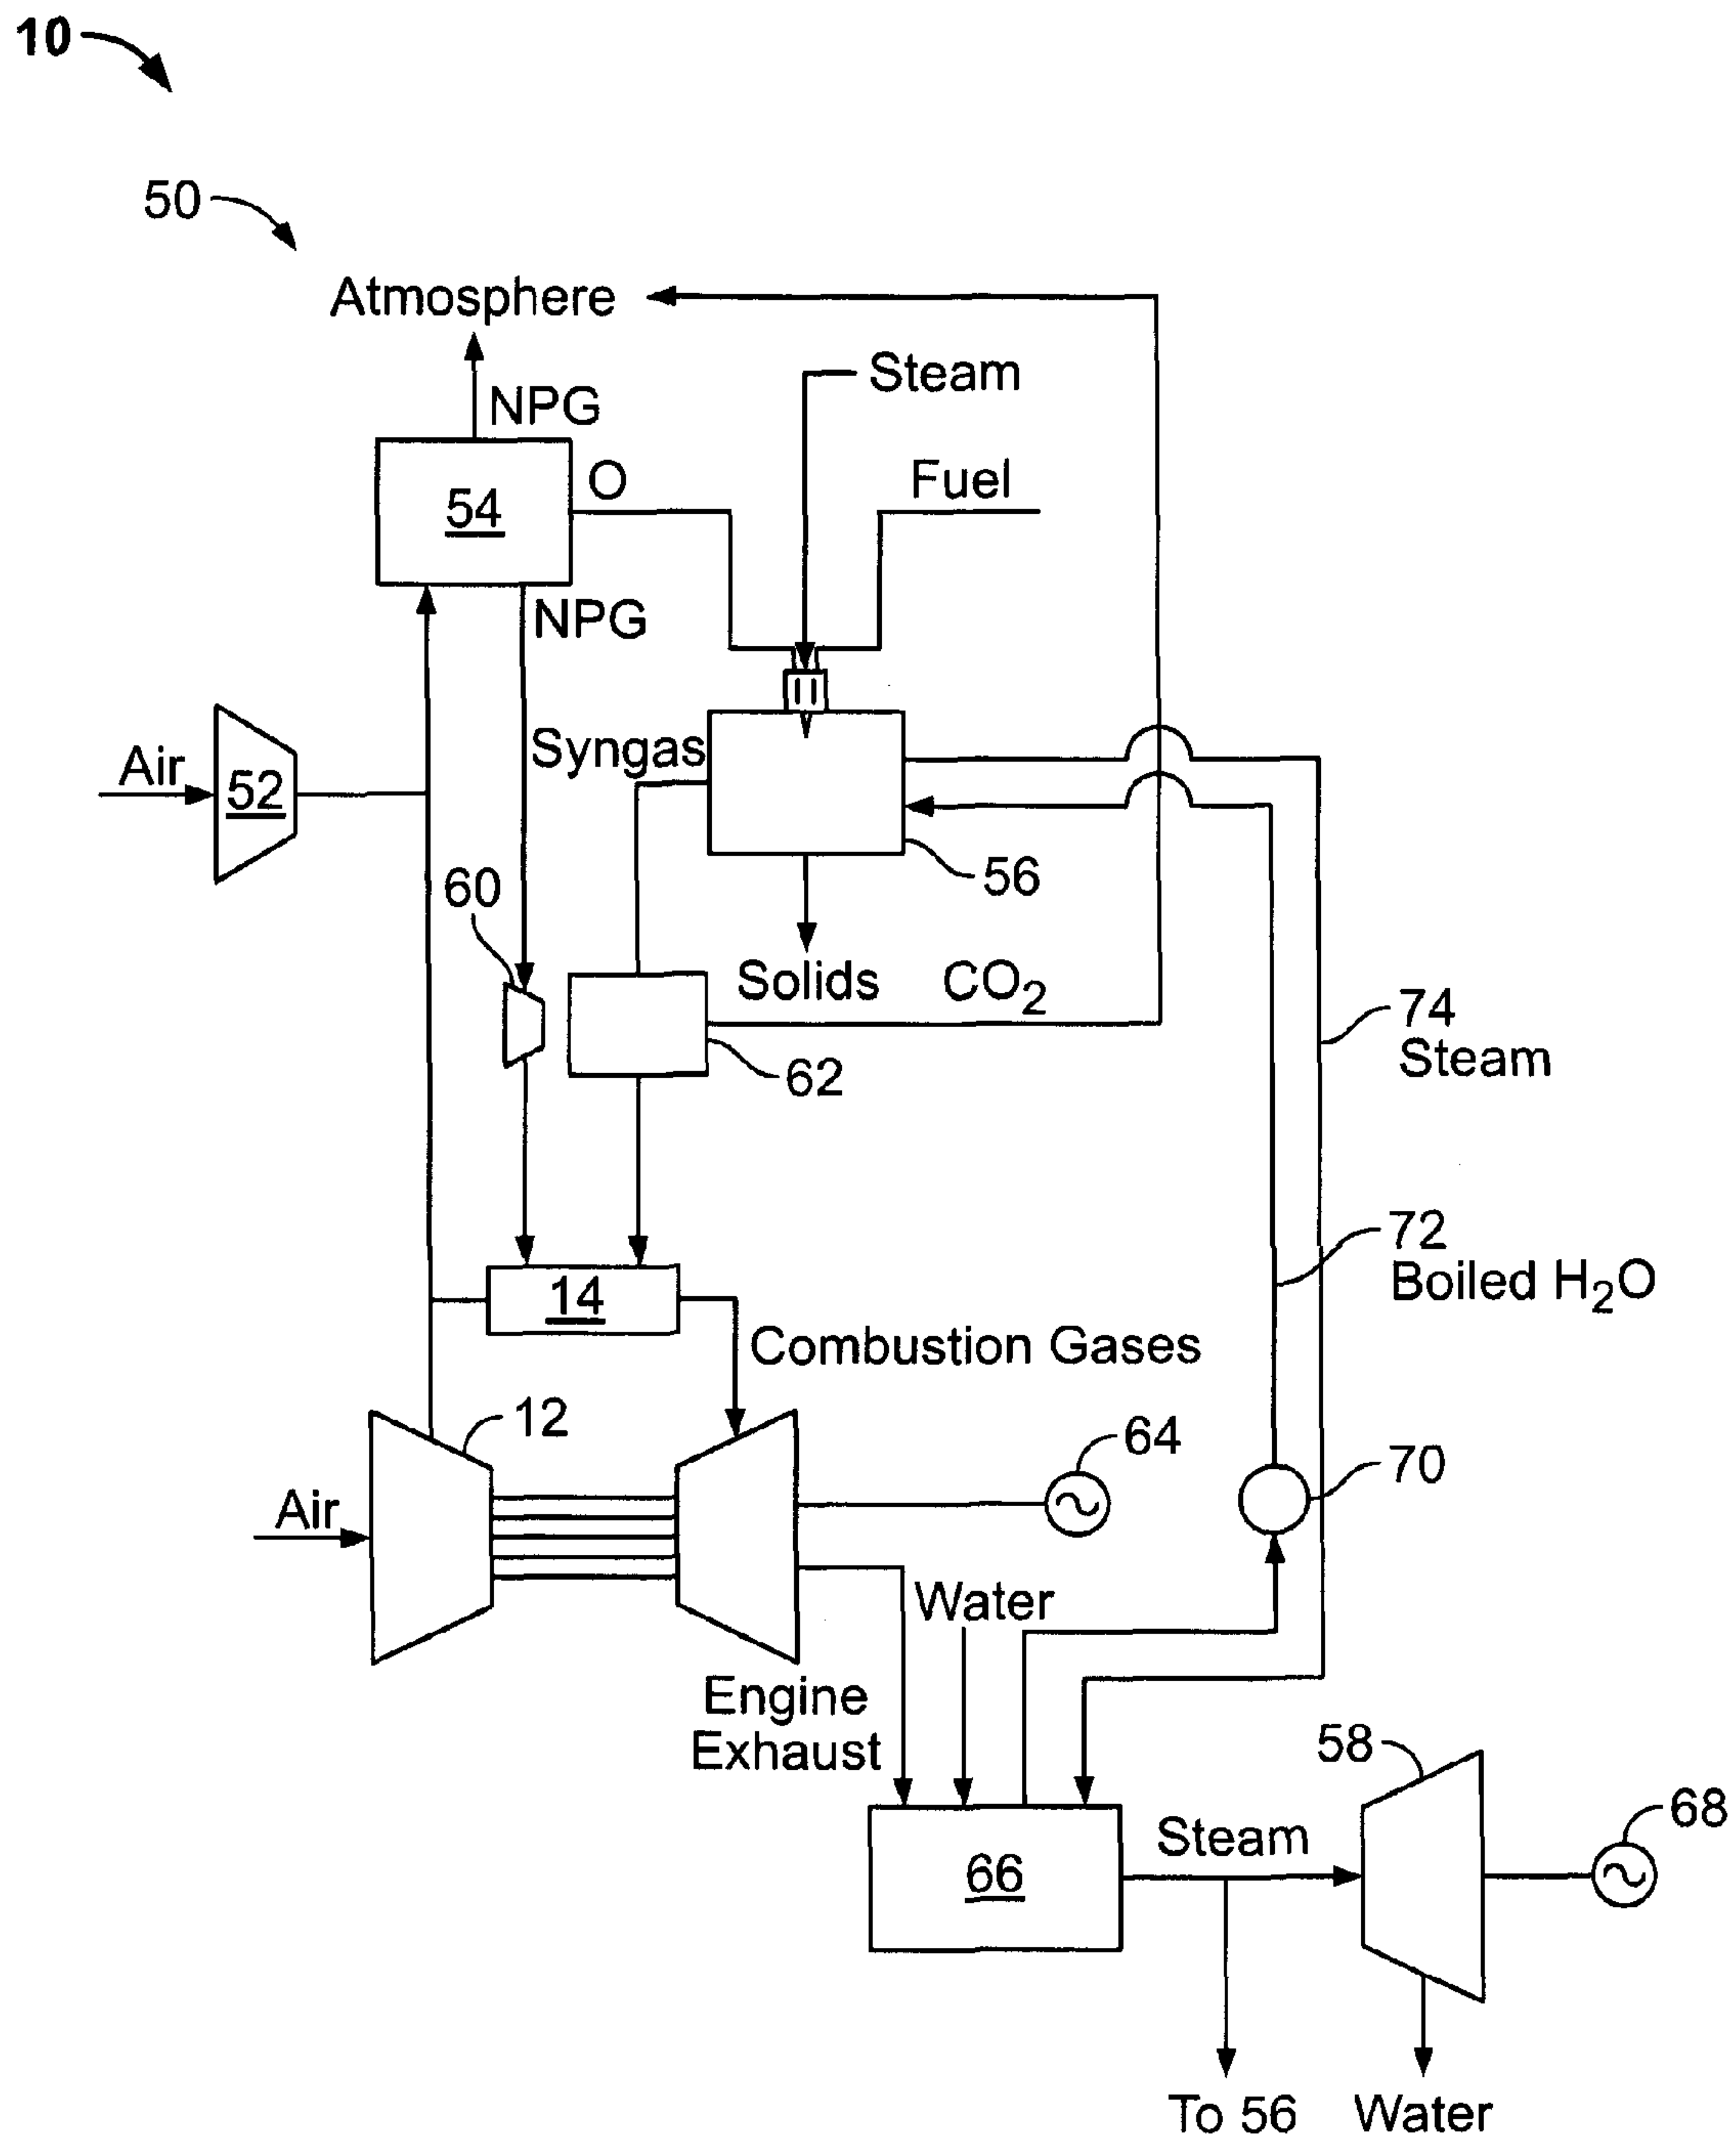 10
50
Atmosphere
Steam
NPG
O
Fuel
54
NPG
Syngas
Air
52
56
60
Solids
CO₂
74
Steam
62
72
Boiled H₂O
14
Combustion Gases
12
64
70
Air
Water
Engine
Exhaust
58
68
Steam
66
To 56
Water